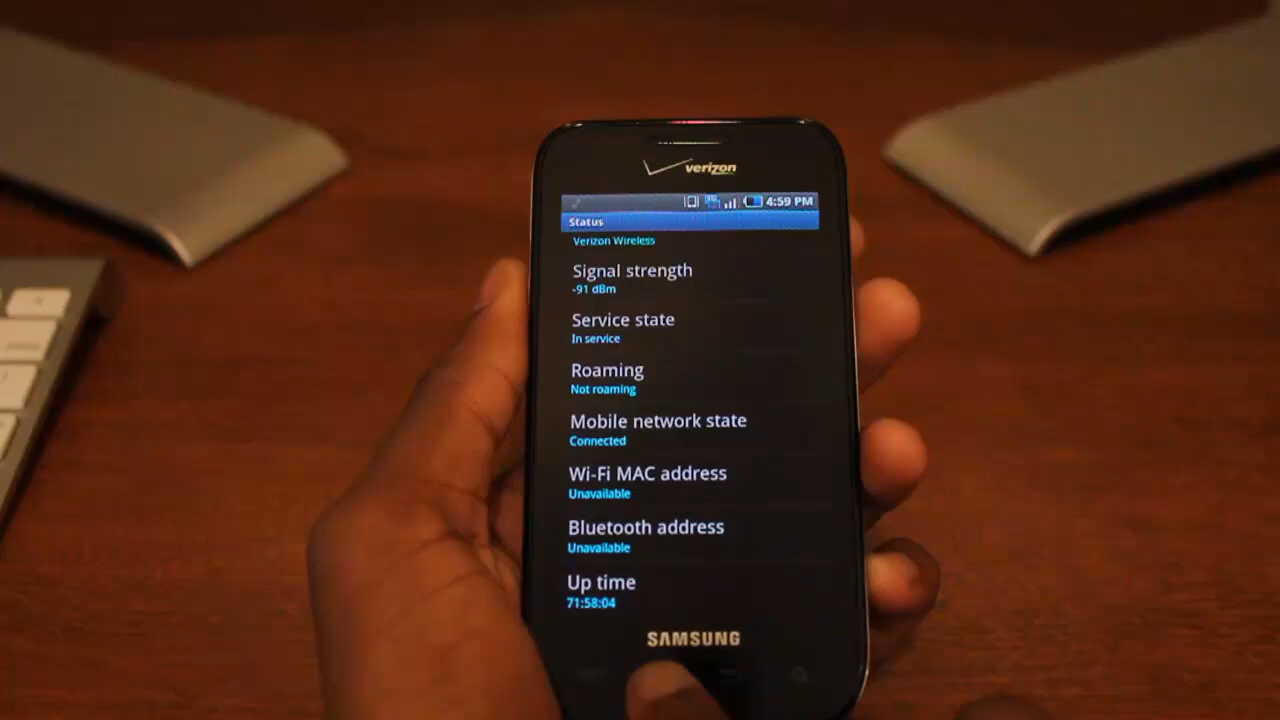 verizon
4:59 PM
Status
Verizon Wireless
Signal strength
-91 dBm
Service state
In service
Roaming
Not roaming
Mobile network state
Connected
Wi-Fi MAC address
Unavailable
Bluetooth address
Unavailable
Up time
71:58:04
SAMSUNG